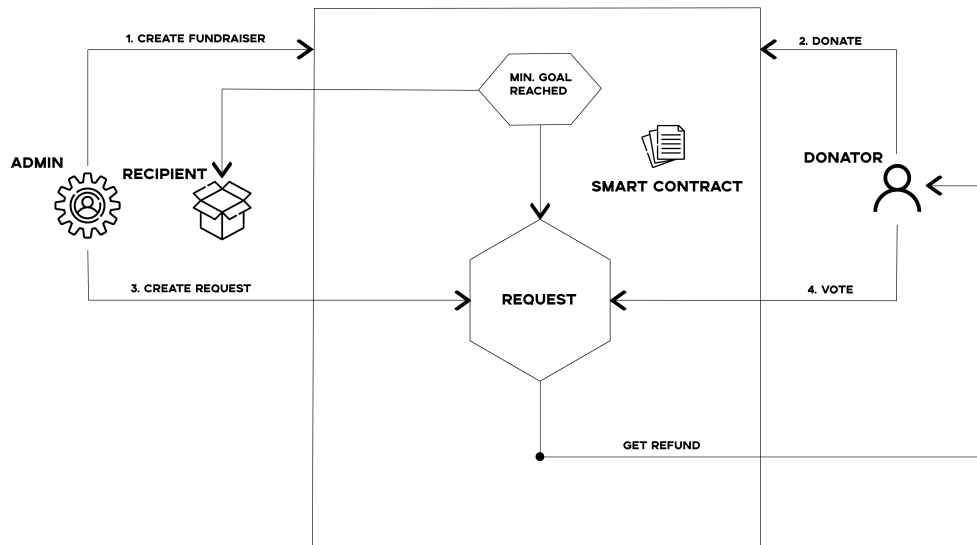 1. CREATE FUNDRAISER
2. DONATE
MIN. GOAL
REACHED
ADMIN
RECIPIENT
SMART CONTRACT
DONATOR
3. CREATE REQUEST
REQUEST
4. VOTE
GET REFUND